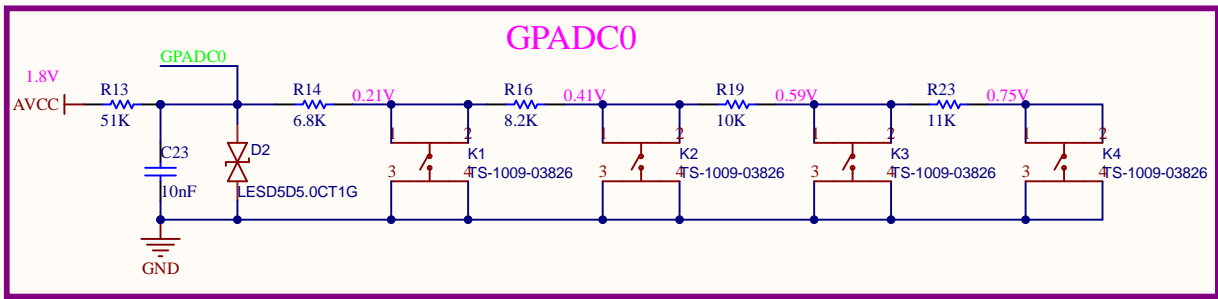 GPADC0
GPADC0
1.8V
AVCC
R13
51K
R14
6.8K
0.21V
R16
8.2K
0.41V
R19
10K
0.59V
R23
11K
0.75V
C23
10nF
D2
LESD5D5.0CT1G
1 2
3 4
K1
TS-1009-03826
1 2
3 4
K2
TS-1009-03826
1 2
3 4
K3
TS-1009-03826
1 2
3 4
K4
TS-1009-03826
GND